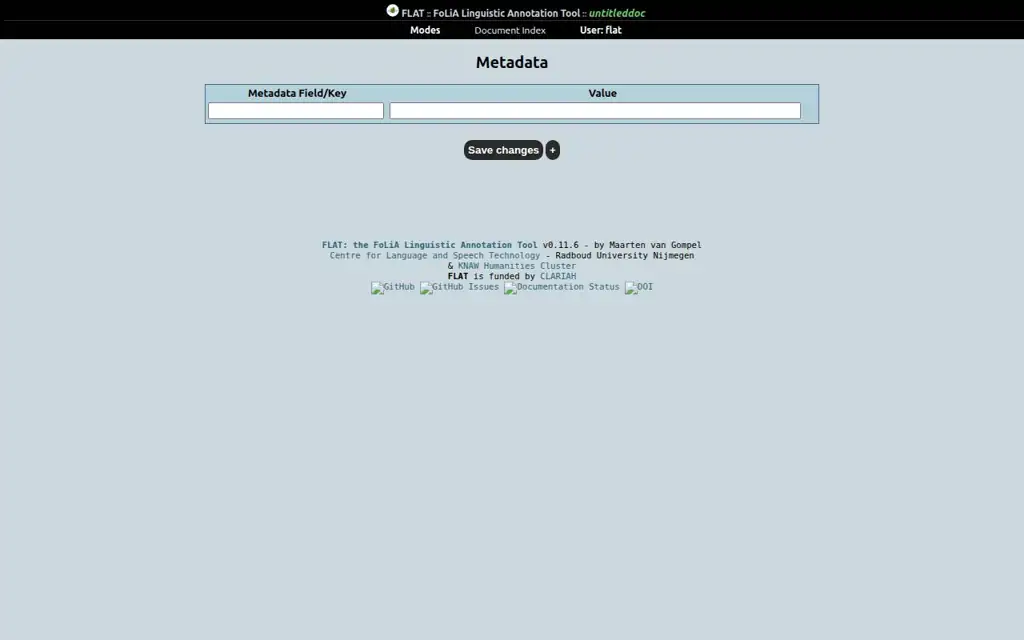 FLAT :: FoLiA Linguistic Annotation Tool :: untitleddoc
Modes Document Index User: flat
Metadata
Metadata Field/Key Value
Save changes +
FLAT: the FoLiA Linguistic Annotation Tool v0.11.6 - by Maarten van Gompel
Centre for Language and Speech Technology - Radboud University Nijmegen
& KNAW Humanities Cluster
FLAT is funded by CLARIAH
GitHub GitHub Issues Documentation Status DOI